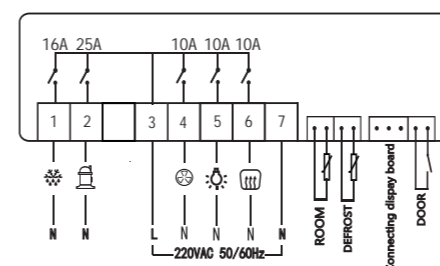 16A 25A 10A 10A 10A
1 2 3 4 5 6 7
N N L N N N N
220VAC 50/60Hz
ROOM
DEFROST
Connecting dispay board
DOOR